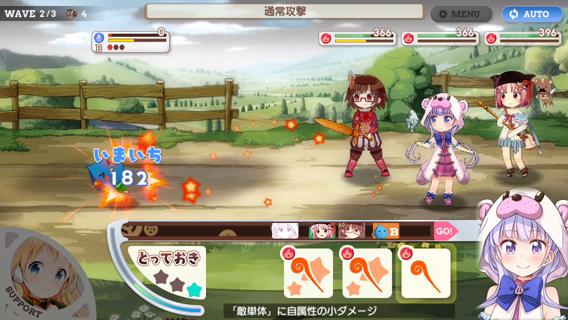 WAVE 2/3
4
通常攻撃
MENU
AUTO
0
B
366
366
396
いまいち
182
B
GO!
とっておき
SUPPORT
「敵単体」に自属性の小ダメージ